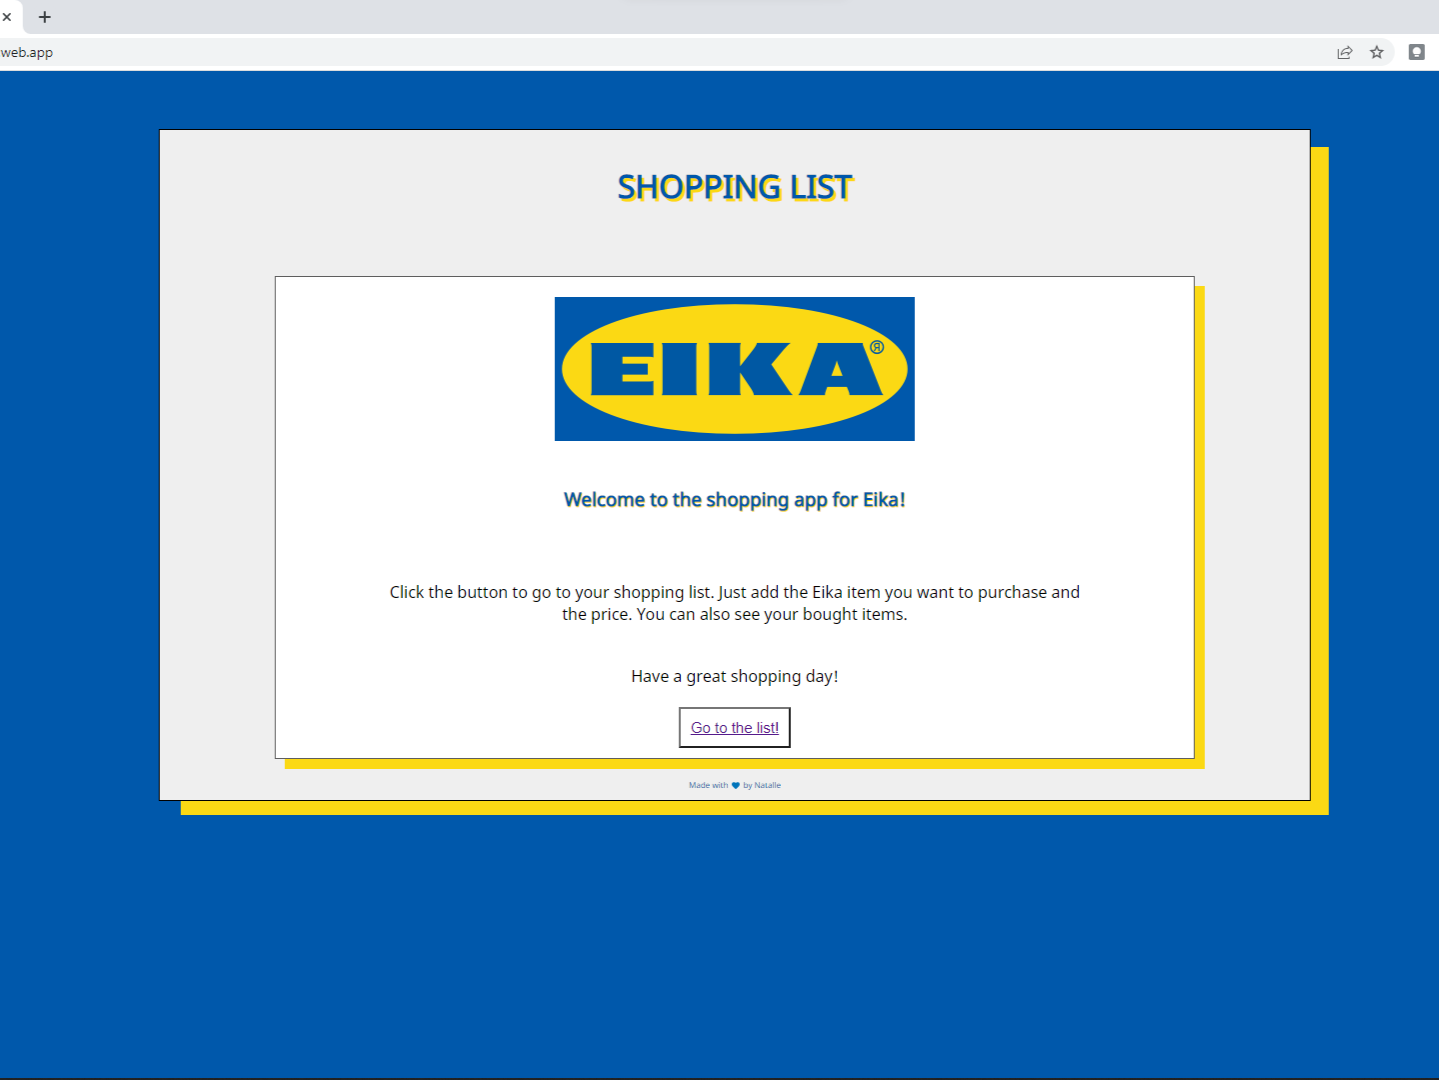 web.app
SHOPPING LIST
EIKA®
Welcome to the shopping app for Eika!
Click the button to go to your shopping list. Just add the Eika item you want to purchase and
the price. You can also see your bought items.
Have a great shopping day!
Go to the list!
Made with 💙 by Natalle